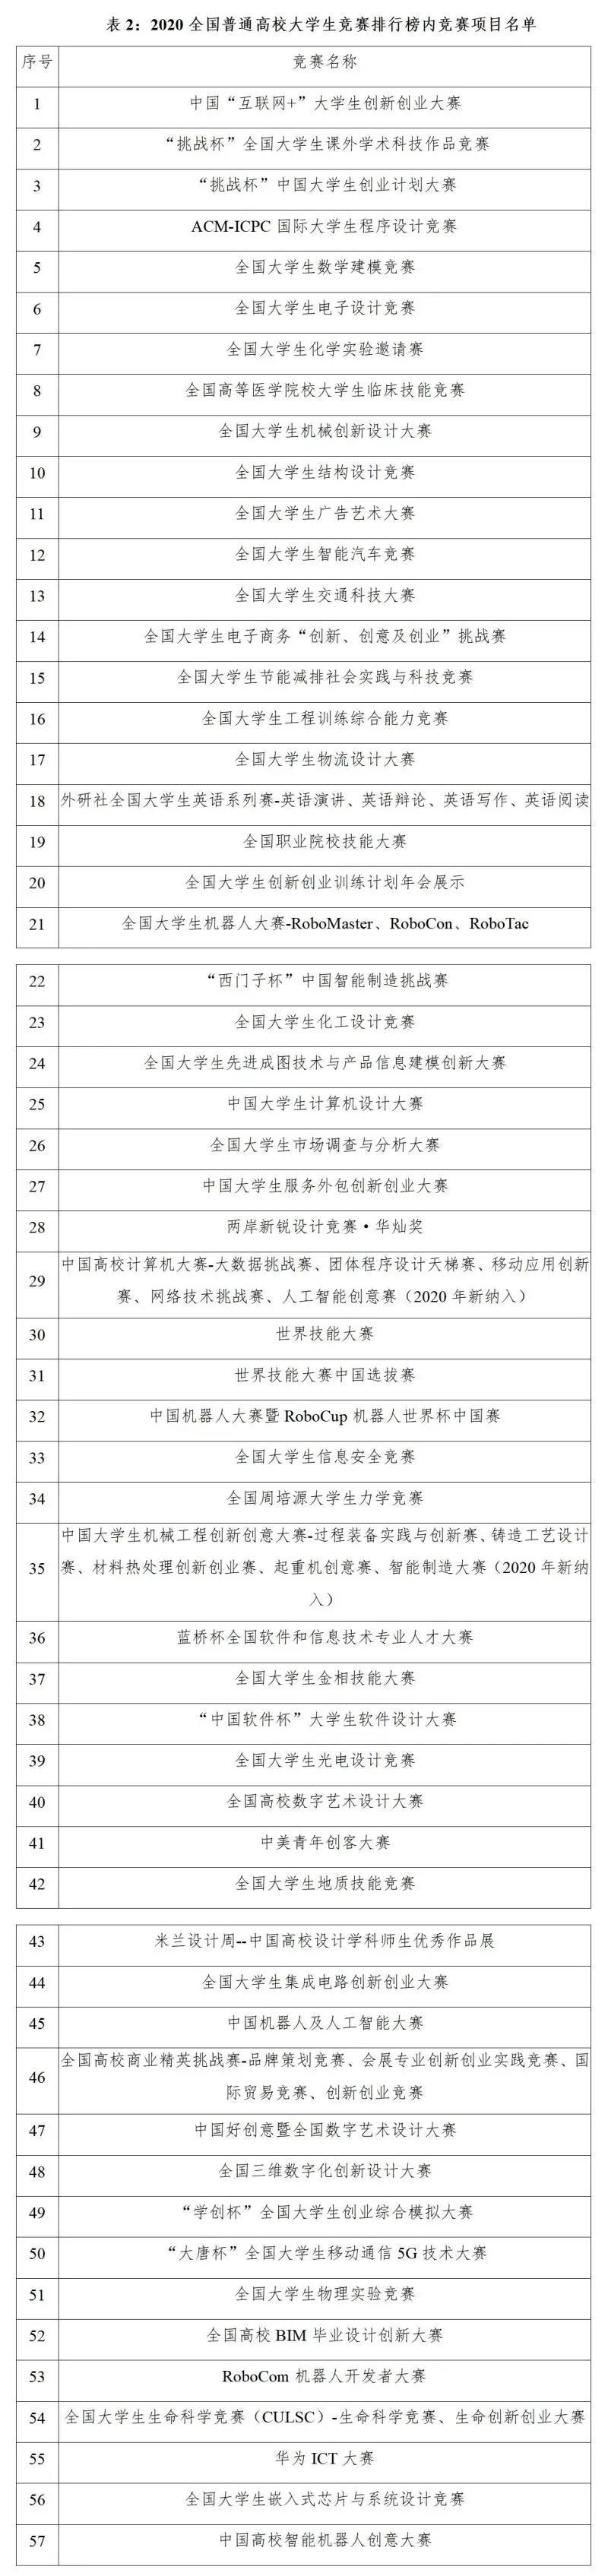 表 2：2020 全国普通高校大学生竞赛排行榜内竞赛项目名单
序号 竞赛名称
1 中国“互联网+”大学生创新创业大赛
2 “挑战杯”全国大学生课外学术科技作品竞赛
3 “挑战杯”中国大学生创业计划大赛
4 ACM-ICPC 国际大学生程序设计竞赛
5 全国大学生数学建模竞赛
6 全国大学生电子设计竞赛
7 全国大学生化学实验邀请赛
8 全国高等医学院校大学生临床技能竞赛
9 全国大学生机械创新设计大赛
10 全国大学生结构设计竞赛
11 全国大学生广告艺术大赛
12 全国大学生智能汽车竞赛
13 全国大学生交通科技大赛
14 全国大学生电子商务“创新、创意及创业”挑战赛
15 全国大学生节能减排社会实践与科技竞赛
16 全国大学生工程训练综合能力竞赛
17 全国大学生物流设计大赛
18 外研社全国大学生英语系列赛-英语演讲、英语辩论、英语写作、英语阅读
19 全国职业院校技能大赛
20 全国大学生创新创业训练计划年会展示
21 全国大学生机器人大赛-RoboMaster、RoboCon、RoboTac
22 “西门子杯”中国智能制造挑战赛
23 全国大学生化工设计竞赛
24 全国大学生先进成图技术与产品信息建模创新大赛
25 中国大学生计算机设计大赛
26 全国大学生市场调查与分析大赛
27 中国大学生服务外包创新创业大赛
28 两岸新锐设计竞赛·华灿奖
29 中国高校计算机大赛-大数据挑战赛、团体程序设计天梯赛、移动应用创新
赛、网络技术挑战赛、人工智能创意赛（2020 年新纳入）
30 世界技能大赛
31 世界技能大赛中国选拔赛
32 中国机器人大赛暨 RoboCup 机器人世界杯中国赛
33 全国大学生信息安全竞赛
34 全国周培源大学生力学竞赛
35 中国大学生机械工程创新创意大赛-过程装备实践与创新赛、铸造工艺设计
赛、材料热处理创新创业赛、起重机创意赛、智能制造大赛（2020 年新纳
入）
36 蓝桥杯全国软件和信息技术专业人才大赛
37 全国大学生金相技能大赛
38 “中国软件杯”大学生软件设计大赛
39 全国大学生光电设计竞赛
40 全国高校数字艺术设计大赛
41 中美青年创客大赛
42 全国大学生地质技能竞赛
43 米兰设计周--中国高校设计学科师生优秀作品展
44 全国大学生集成电路创新创业大赛
45 中国机器人及人工智能大赛
46 全国高校商业精英挑战赛-品牌策划竞赛、会展专业创新创业实践竞赛、国
际贸易竞赛、创新创业竞赛
47 中国好创意暨全国数字艺术设计大赛
48 全国三维数字化创新设计大赛
49 “学创杯”全国大学生创业综合模拟大赛
50 “大唐杯”全国大学生移动通信 5G 技术大赛
51 全国大学生物理实验竞赛
52 全国高校 BIM 毕业设计创新大赛
53 RoboCom 机器人开发者大赛
54 全国大学生生命科学竞赛（CULSC）-生命科学竞赛、生命创新创业大赛
55 华为 ICT 大赛
56 全国大学生嵌入式芯片与系统设计竞赛
57 中国高校智能机器人创意大赛